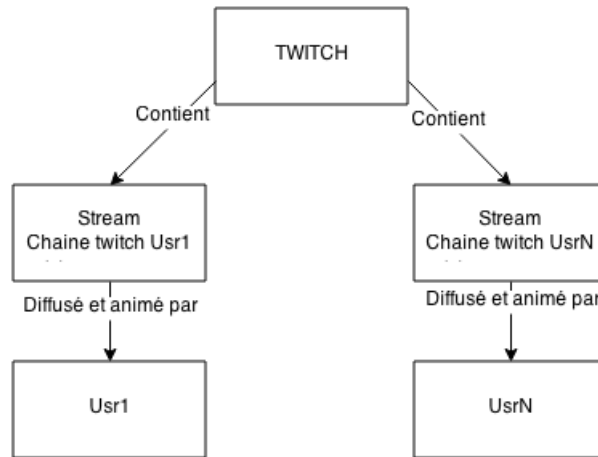 TWITCH
Contient
Contient
Stream
Chaine twitch Usr1
Stream
Chaine twitch UsrN
Diffusé et animé par
Diffusé et animé par
Usr1
UsrN